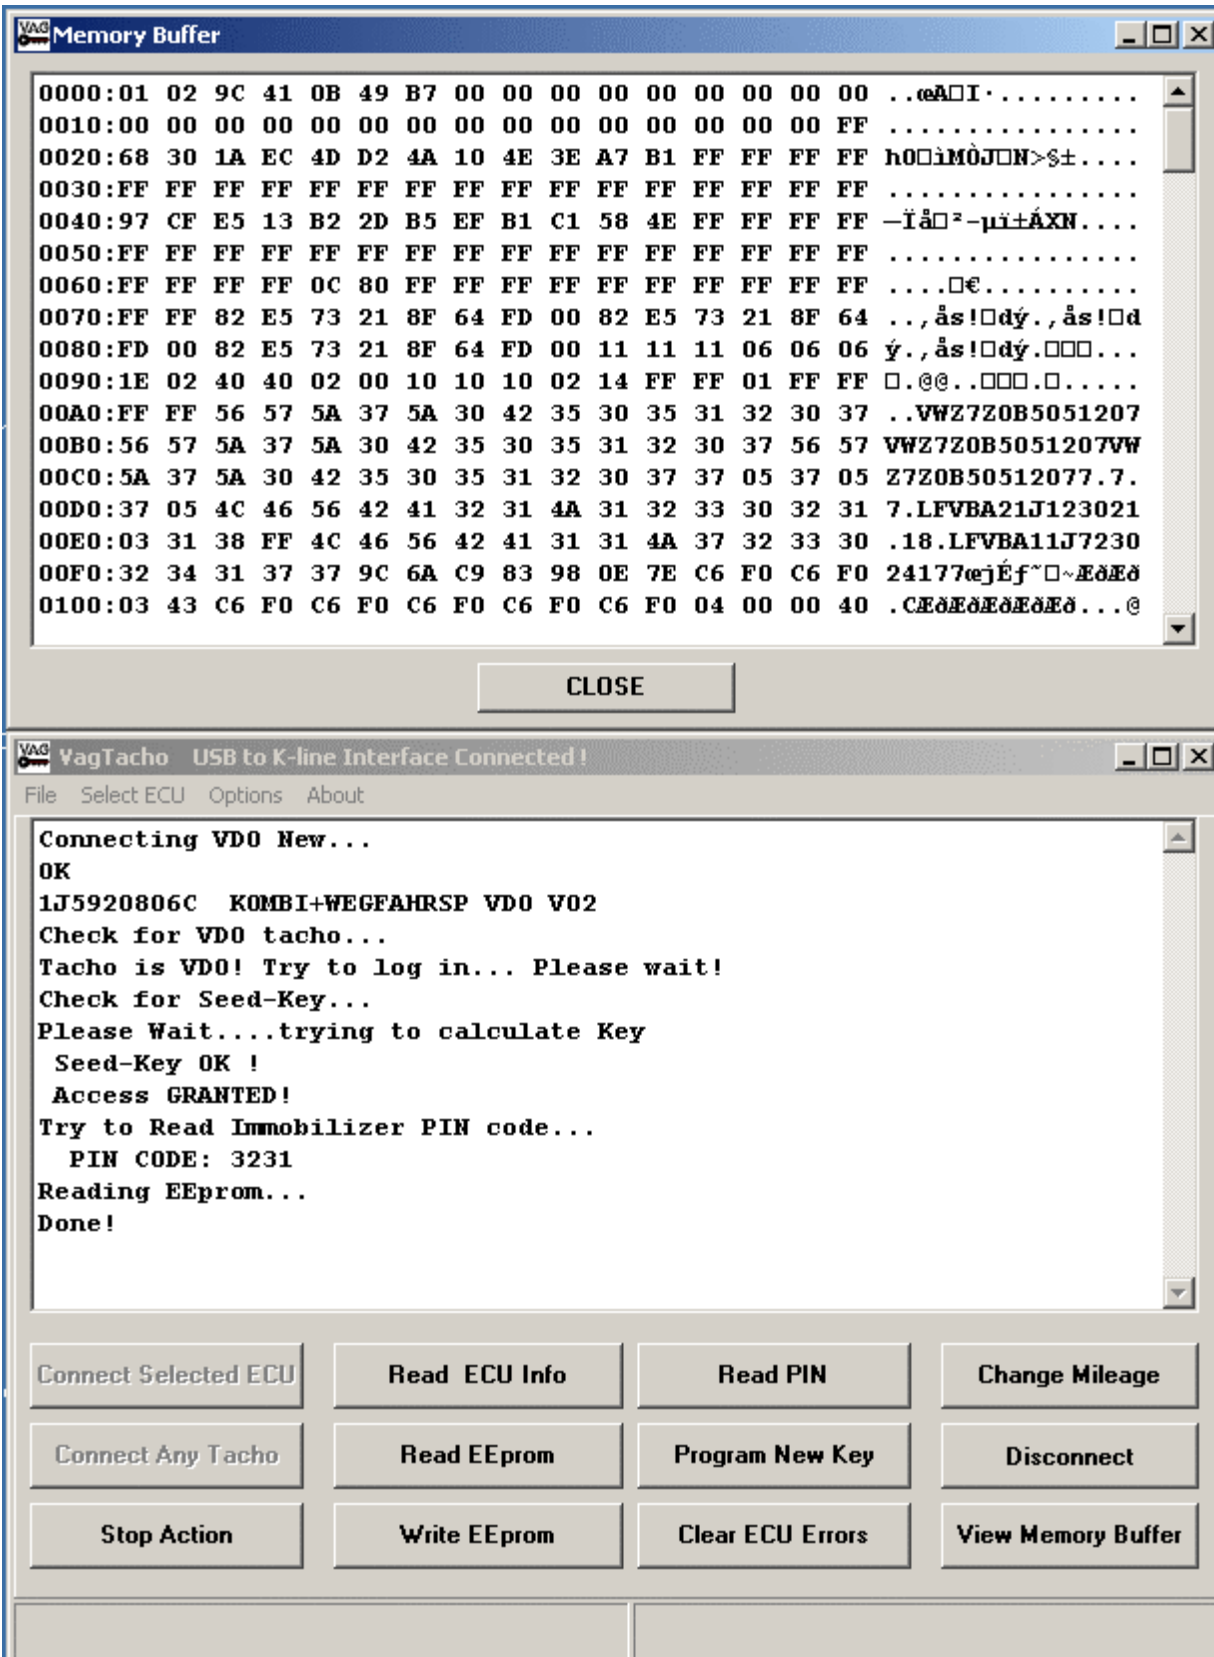 VAG Memory Buffer
0000:01 02 9C 41 0B 49 B7 00 00 00 00 00 00 00 00 00 ..œA□I·.........
0010:00 00 00 00 00 00 00 00 00 00 00 00 00 00 00 FF ................
0020:68 30 1A EC 4D D2 4A 10 4E 3E A7 B1 FF FF FF FF h0□ìMÒJ□N>§±....
0030:FF FF FF FF FF FF FF FF FF FF FF FF FF FF FF FF ................
0040:97 CF E5 13 B2 2D B5 EF B1 C1 58 4E FF FF FF FF —Ïå□²-µï±ÁXN....
0050:FF FF FF FF FF FF FF FF FF FF FF FF FF FF FF FF ................
0060:FF FF FF FF 0C 80 FF FF FF FF FF FF FF FF FF FF ....□€..........
0070:FF FF 82 E5 73 21 8F 64 FD 00 82 E5 73 21 8F 64 ..‚ås!□dý.‚ås!□d
0080:FD 00 82 E5 73 21 8F 64 FD 00 11 11 11 06 06 06 ý.‚ås!□dý.□□□...
0090:1E 02 40 40 02 00 10 10 10 02 14 FF FF 01 FF FF □.@@..□□□.□.....
00A0:FF FF 56 57 5A 37 5A 30 42 35 30 35 31 32 30 37 ..VWZ7Z0B5051207
00B0:56 57 5A 37 5A 30 42 35 30 35 31 32 30 37 56 57 VWZ7Z0B5051207VW
00C0:5A 37 5A 30 42 35 30 35 31 32 30 37 37 05 37 05 Z7Z0B50512077.7.
00D0:37 05 4C 46 56 42 41 32 31 4A 31 32 33 30 32 31 7.LFVBA21J123021
00E0:03 31 38 FF 4C 46 56 42 41 31 31 4A 37 32 33 30 .18.LFVBA11J7230
00F0:32 34 31 37 37 9C 6A C9 83 98 0E 7E C6 F0 C6 F0 24177œjÉƒ˜□~ÆðÆð
0100:03 43 C6 F0 C6 F0 C6 F0 C6 F0 C6 F0 04 00 00 40 .CÆðÆðÆðÆðÆð...@
CLOSE
VAG VagTacho USB to K-line Interface Connected !
File Select ECU Options About
Connecting VDO New...
OK
1J5920806C KOMBI+WEGFAHRSP VDO V02
Check for VDO tacho...
Tacho is VDO! Try to log in... Please wait!
Check for Seed-Key...
Please Wait....trying to calculate Key
Seed-Key OK !
Access GRANTED!
Try to Read Immobilizer PIN code...
PIN CODE: 3231
Reading EEprom...
Done!
Connect Selected ECU Read ECU Info Read PIN Change Mileage
Connect Any Tacho Read EEprom Program New Key Disconnect
Stop Action Write EEprom Clear ECU Errors View Memory Buffer